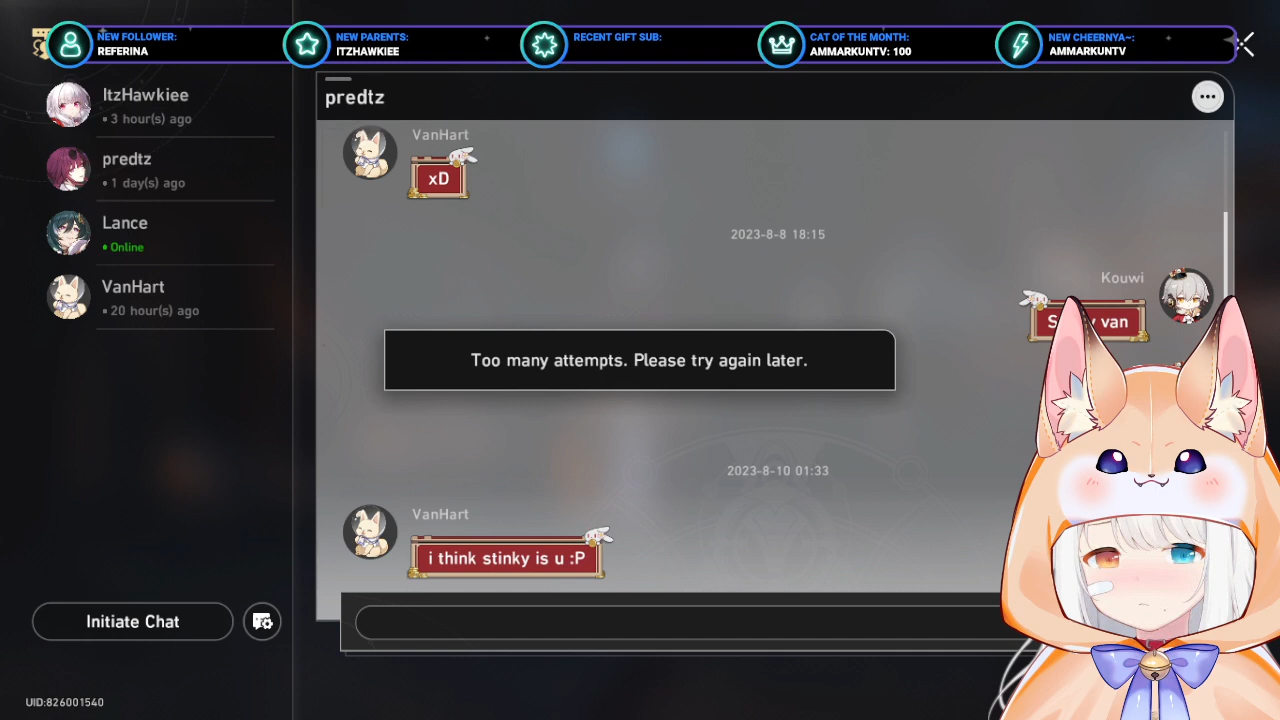 NEW FOLLOWER:
REFERINA
NEW PARENTS:
ITZHAWKIEE
RECENT GIFT SUB:
CAT OF THE MONTH:
AMMARKUNTV: 100
NEW CHEERNYA~:
AMMARKUNTV
ItzHawkiee
3 hour(s) ago
predtz
1 day(s) ago
Lance
Online
VanHart
20 hour(s) ago
Initiate Chat
UID:826001540
predtz
VanHart
xD
2023-8-8 18:15
Kouwi
van
Too many attempts. Please try again later.
2023-8-10 01:33
VanHart
i think stinky is u :P